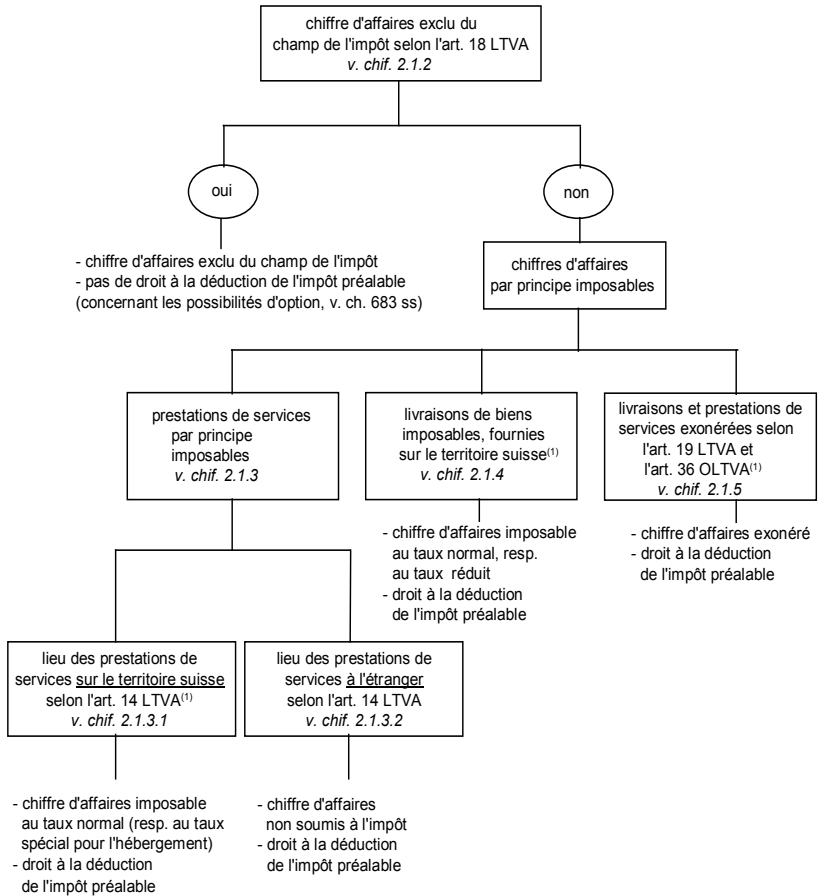 chiffre d'affaires exclu du
champ de l'impôt selon l'art. 18 LTVA
v. chif. 2.1.2
oui
non
- chiffre d'affaires exclu du champ de l'impôt
- pas de droit à la déduction de l'impôt préalable
(concernant les possibilités d'option, v. ch. 683 ss)
chiffres d'affaires
par principe imposables
prestations de services
par principe
imposables
v. chif. 2.1.3
livraisons de biens
imposables, fournies
sur le territoire suisse(1)
v. chif. 2.1.4
livraisons et prestations de
services exonérées selon
l'art. 19 LTVA et
l'art. 36 OLTVA(1)
v. chif. 2.1.5
- chiffre d'affaires imposable
au taux normal, resp.
au taux réduit
- droit à la déduction
de l'impôt préalable
- chiffre d'affaires exonéré
- droit à la déduction
de l'impôt préalable
lieu des prestations de
services sur le territoire suisse
selon l'art. 14 LTVA(1)
v. chif. 2.1.3.1
lieu des prestations de
services à l'étranger
selon l'art. 14 LTVA
v. chif. 2.1.3.2
- chiffre d'affaires imposable
au taux normal (resp. au taux
spécial pour l'hébergement)
- droit à la déduction
de l'impôt préalable
- chiffre d'affaires
non soumis à l'impôt
- droit à la déduction
de l'impôt préalable